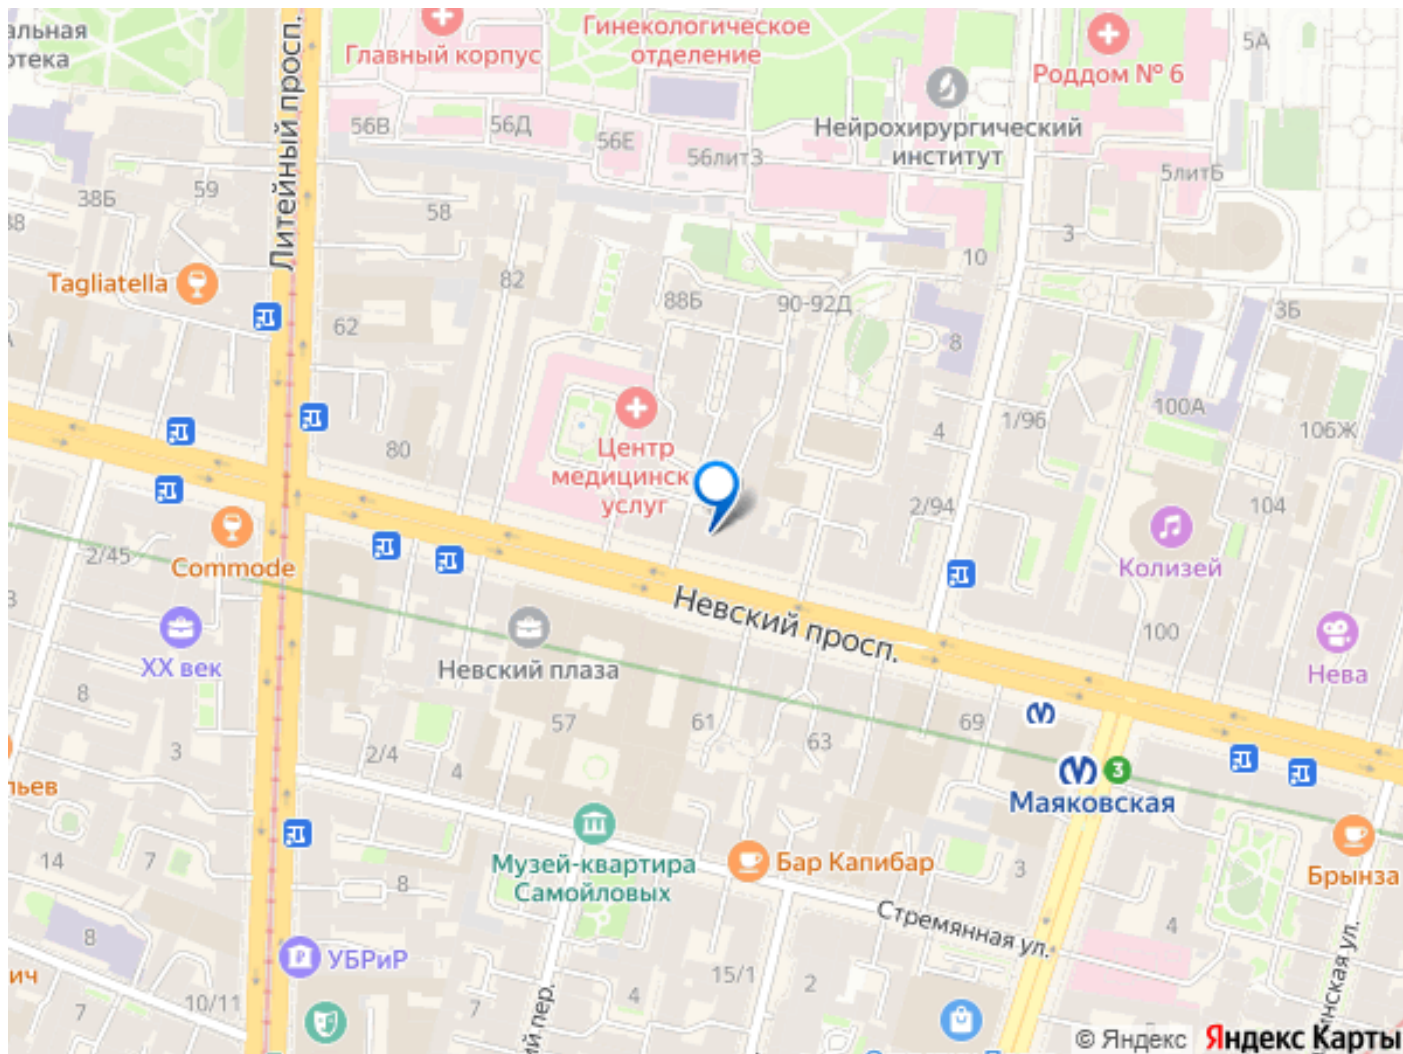 альная
отека
Литейный просп.
Главный корпус
Гинекологическое
отделение
Роддом № 6
5А
Нейрохирургический
институт
56В
56Д
56Е
56лит3
5литБ
59
38Б
58
3
10
Tagliatella
82
88Б
90-92Д
3Б
62
8
100А
1/96
106Ж
4
80
Центр
медицинск
услуг
2/94
104
2/45
Commode
Колизей
Невский просп.
XX век
Невский плаза
100
Нева
8
57
61
63
69
3
2/4
4
3
Маяковская
льев
14
7
8
Музей-квартира
Самойловых
Бар Капибар
3
Брынза
Стремянная ул.
4
8
УБРиР
ич
10/11
7
7
ий пер.
4
15/1
2
инская ул.
© Яндекс Яндекс Карты